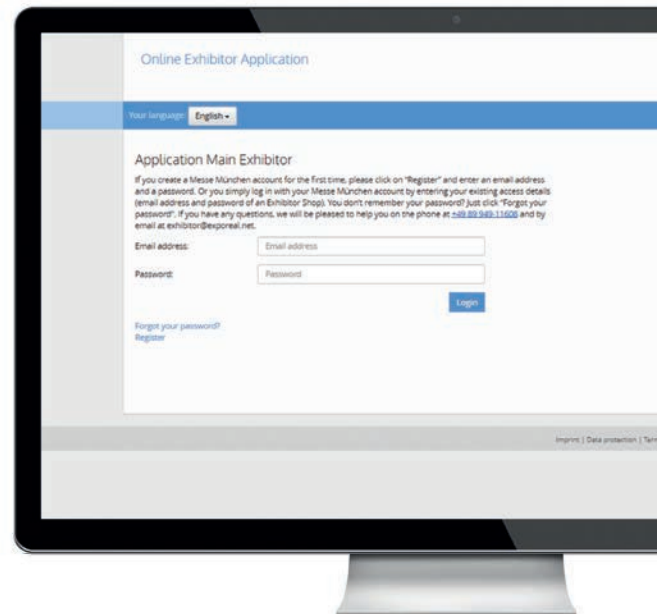 Online Exhibitor Application
Your language: English
Application Main Exhibitor
If you create a Messe München account for the first time, please click on "Register" and enter an email address
and a password. Or you simply log in with your Messe München account by entering your existing access details
(email address and password of an Exhibitor Shop). You don't remember your password? Just click "Forgot your
password". If you have any questions, we will be pleased to help you on the phone at +49 89 949-11608 and by
email at exhibitor@exporeal.net.
Email address: Email address
Password: Password
Login
Forgot your password?
Register
Imprint | Data protection | Term